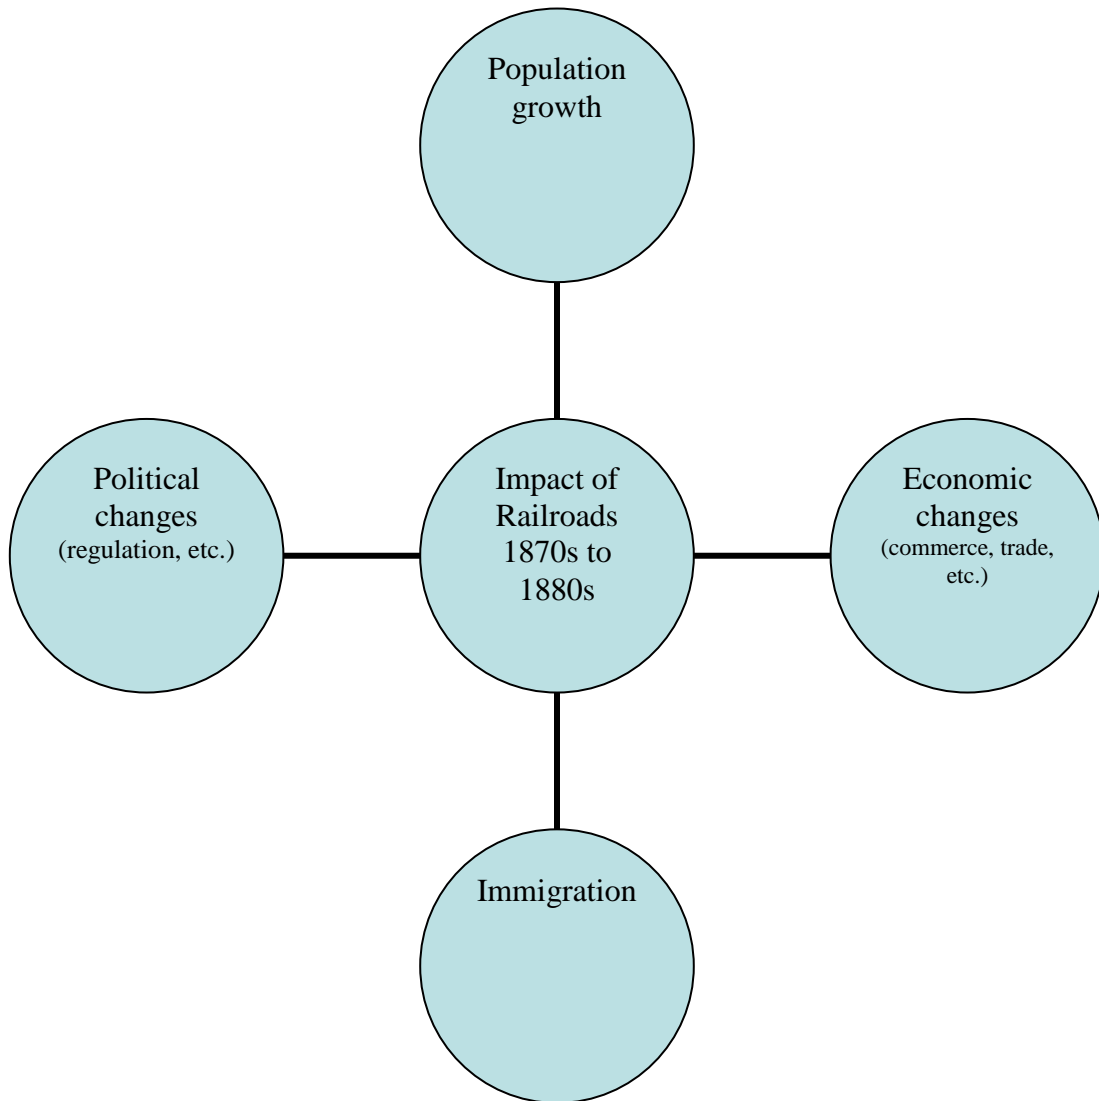 Population
growth
Political
changes
(regulation, etc.)
Impact of
Railroads
1870s to
1880s
Economic
changes
(commerce, trade,
etc.)
Immigration